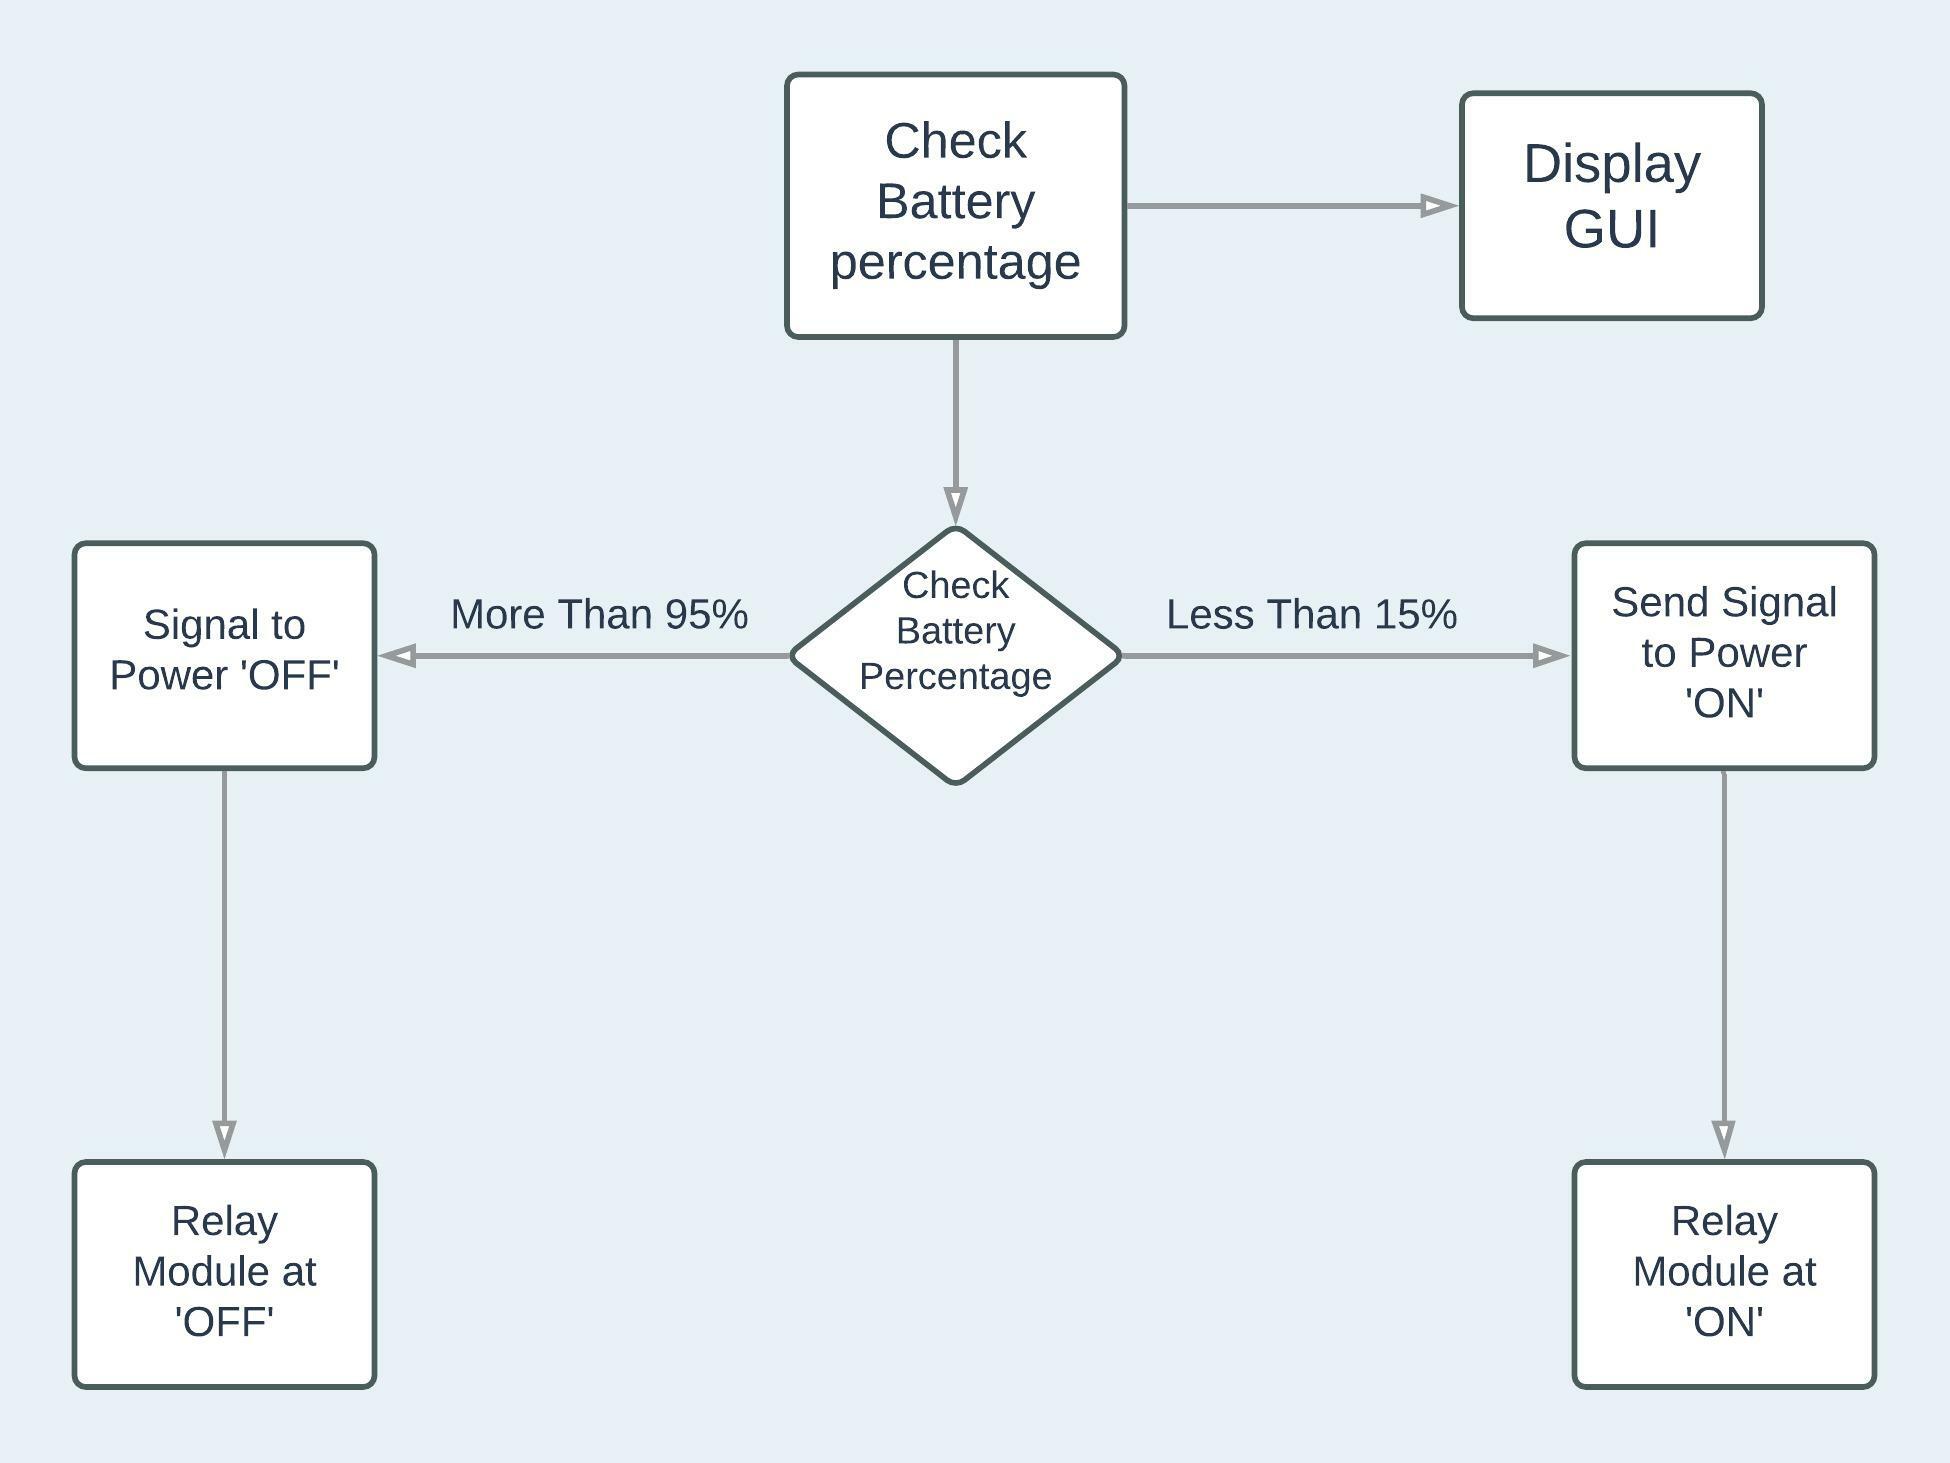 Check
Battery
percentage
Display
GUI
Signal to
Power 'OFF'
More Than 95%
Check
Battery
Percentage
Less Than 15%
Send Signal
to Power
'ON'
Relay
Module at
'OFF'
Relay
Module at
'ON'